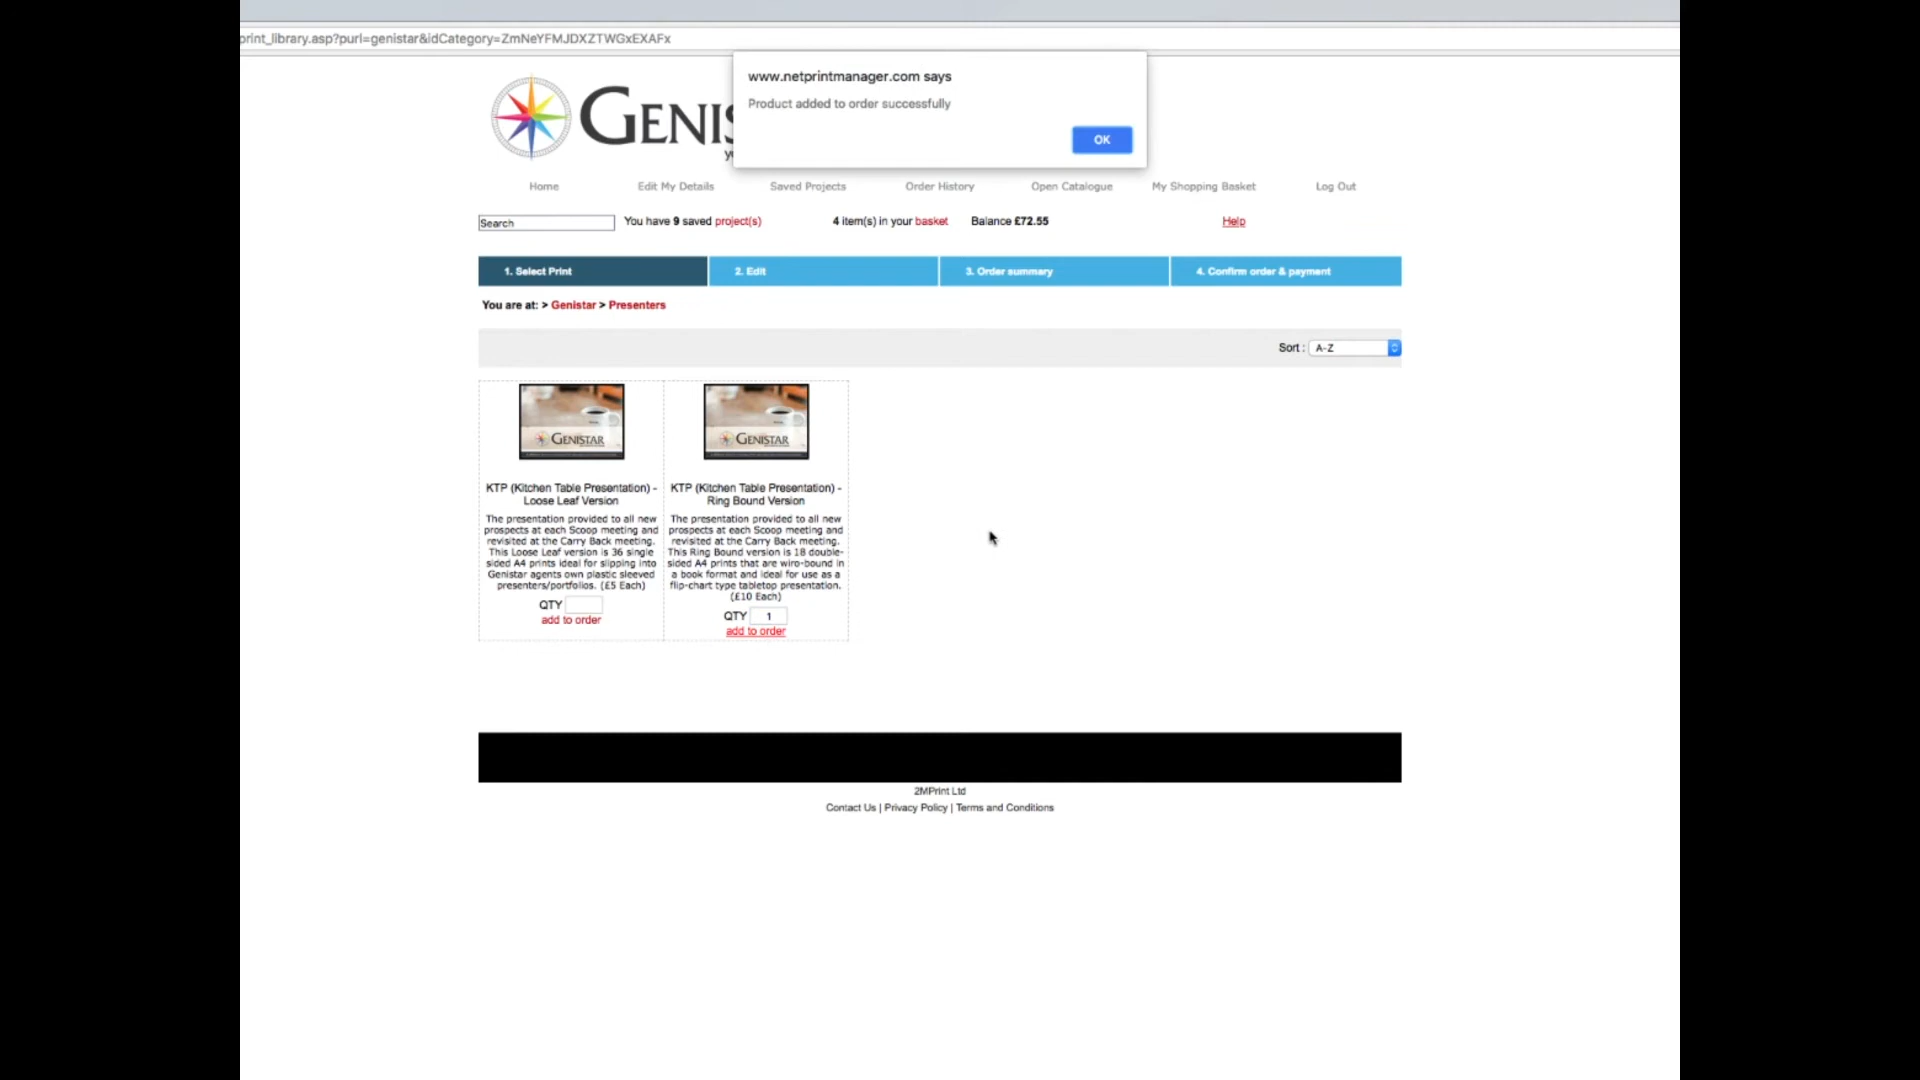 print_library.asp?purl=genistar&idCategory=ZmNeYFMJDXZTWGxEXAFx
www.netprintmanager.com says
Product added to order successfully
OK
GENIS
Home Edit My Details Saved Projects Order History Open Catalogue My Shopping Basket Log Out
Search You have 9 saved project(s) 4 item(s) in your basket Balance £72.55 Help
1. Select Print 2. Edit 3. Order summary 4. Confirm order & payment
You are at: > Genistar > Presenters
Sort : A-Z
GENISTAR
GENISTAR
KTP (Kitchen Table Presentation) -
Loose Leaf Version
The presentation provided to all new
prospects at each Scoop meeting and
revisited at the Carry Back meeting.
This Loose Leaf version is 36 single
sided A4 prints ideal for slipping into
Genistar agents own plastic sleeved
presenters/portfolios. (£5 Each)
QTY
add to order
KTP (Kitchen Table Presentation) -
Ring Bound Version
The presentation provided to all new
prospects at each Scoop meeting and
revisited at the Carry Back meeting.
This Ring Bound version is 18 double-
sided A4 prints that are wiro-bound in
a book format and ideal for use as a
flip-chart type tabletop presentation.
(£10 Each)
QTY 1
add to order
2MPrint Ltd
Contact Us | Privacy Policy | Terms and Conditions